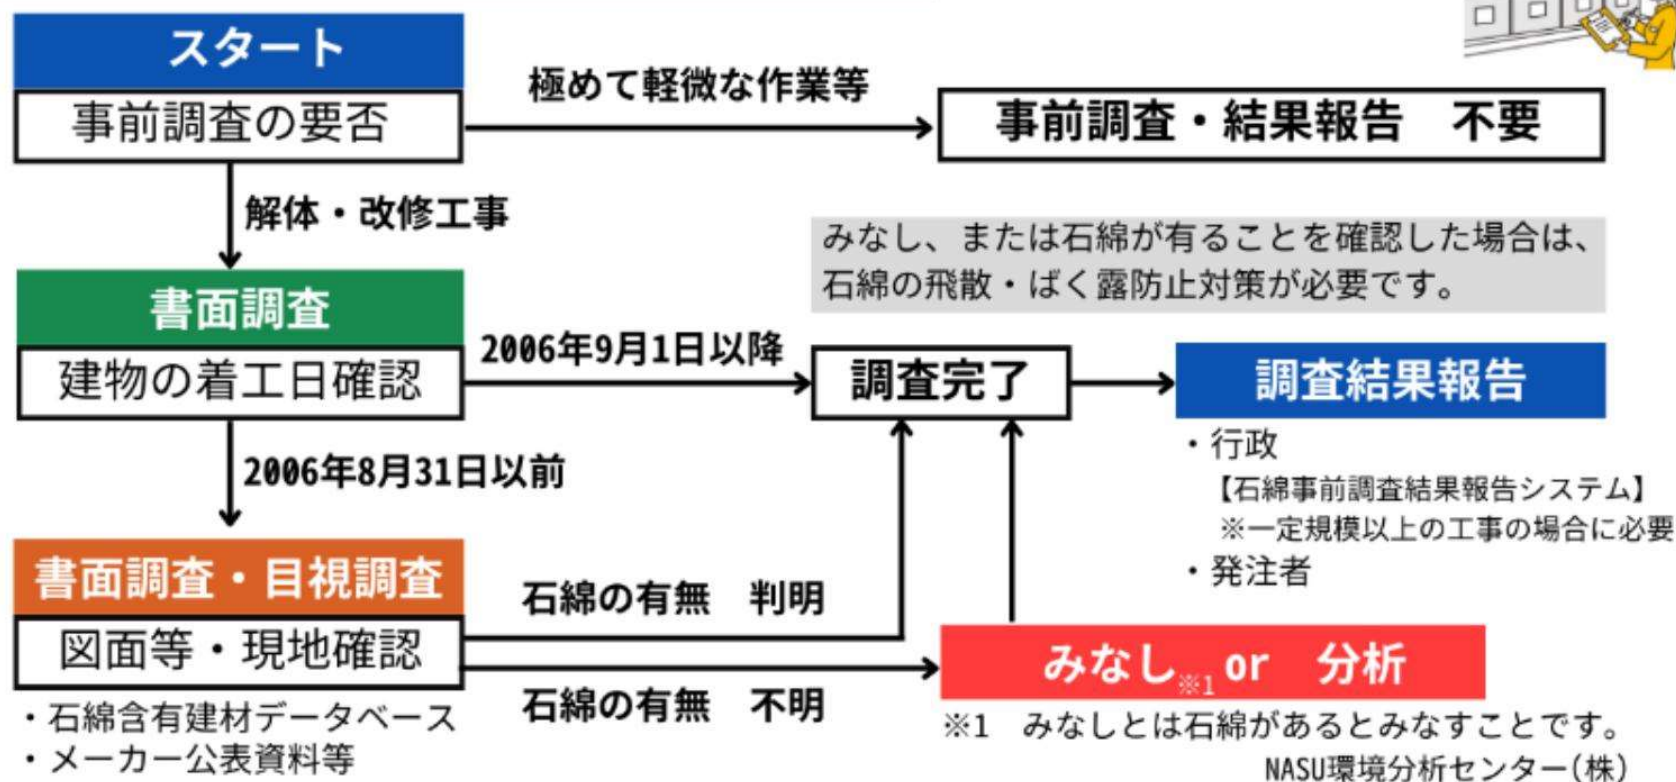 スタート
事前調査の要否
極めて軽微な作業等
事前調査・結果報告　不要
解体・改修工事
みなし、または石綿が有ることを確認した場合は、
石綿の飛散・ばく露防止対策が必要です。
書面調査
建物の着工日確認
2006年9月1日以降
調査完了
調査結果報告
・行政
【石綿事前調査結果報告システム】
※一定規模以上の工事の場合に必要
・発注者
2006年8月31日以前
書面調査・目視調査
図面等・現地確認
・石綿含有建材データベース
・メーカー公表資料等
石綿の有無　判明
石綿の有無　不明
みなし※1 or　分析
※1　みなしとは石綿があるとみなすことです。
NASU環境分析センター(株)